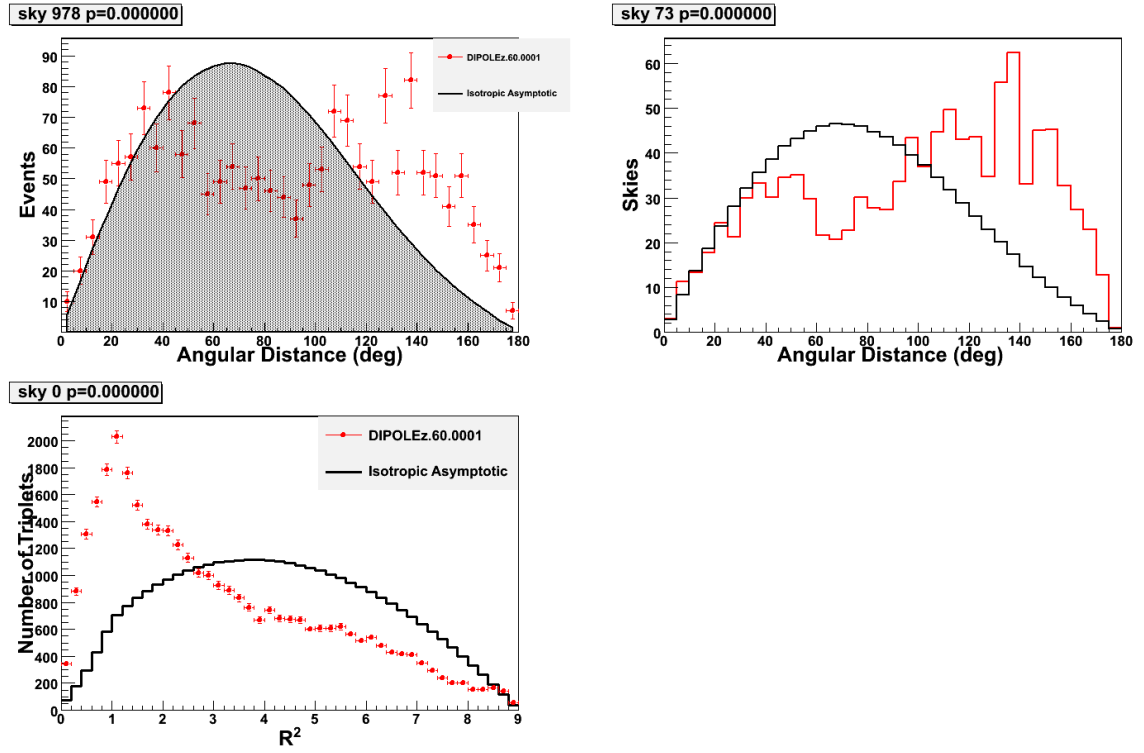 sky 978 p=0.000000
Events
90
80
70
60
50
40
30
20
10
0 20 40 60 80 100 120 140 160 180
Angular Distance (deg)
DIPOLEz.60.0001
Isotropic Asymptotic
sky 73 p=0.000000
Skies
60
50
40
30
20
10
0
0 20 40 60 80 100 120 140 160 180
Angular Distance (deg)
sky 0 p=0.000000
Number of Triplets
2000
1800
1600
1400
1200
1000
800
600
400
200
0
0 1 2 3 4 5 6 7 8 9
R²
DIPOLEz.60.0001
Isotropic Asymptotic